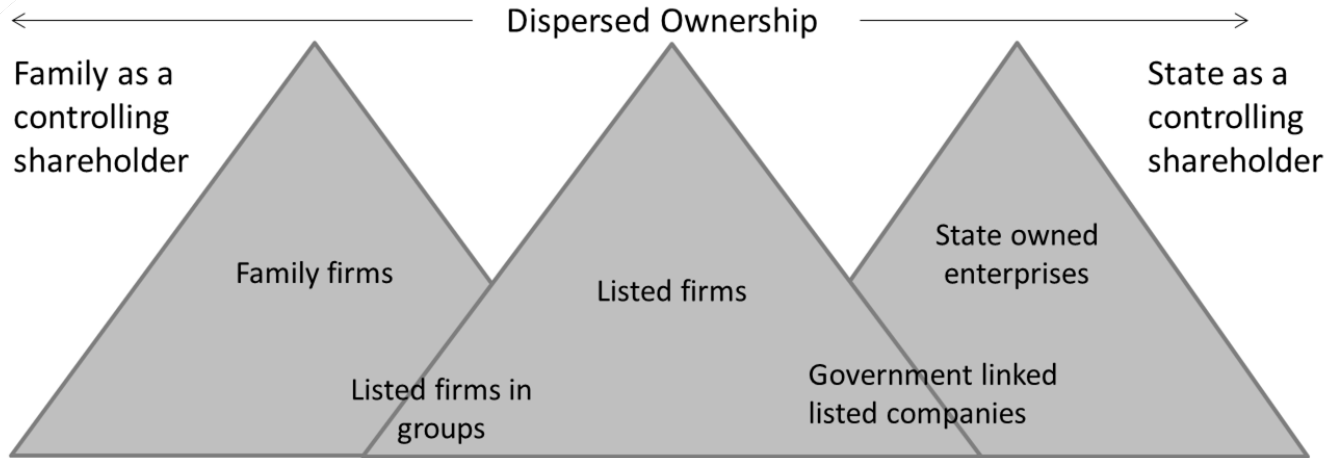 Dispersed Ownership
Family as a
controlling
shareholder
State as a
controlling
shareholder
Family firms
Listed firms
State owned
enterprises
Listed firms in
groups
Government linked
listed companies